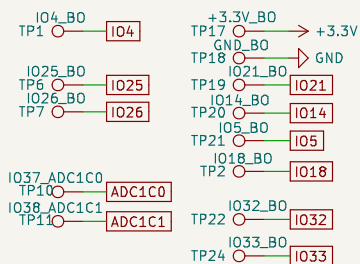 IO4_BO
TP1 IO4
IO25_BO
TP6 IO25
IO26_BO
TP7 IO26
IO37_ADC1C0
TP10 ADC1C0
IO38_ADC1C1
TP11 ADC1C1
+3.3V_BO
TP17 +3.3V
GND_BO
TP18 GND
IO21_BO
TP19 IO21
IO14_BO
TP20 IO14
IO5_BO
TP21 IO5
IO18_BO
TP2 IO18
IO32_BO
TP22 IO32
IO33_BO
TP24 IO33